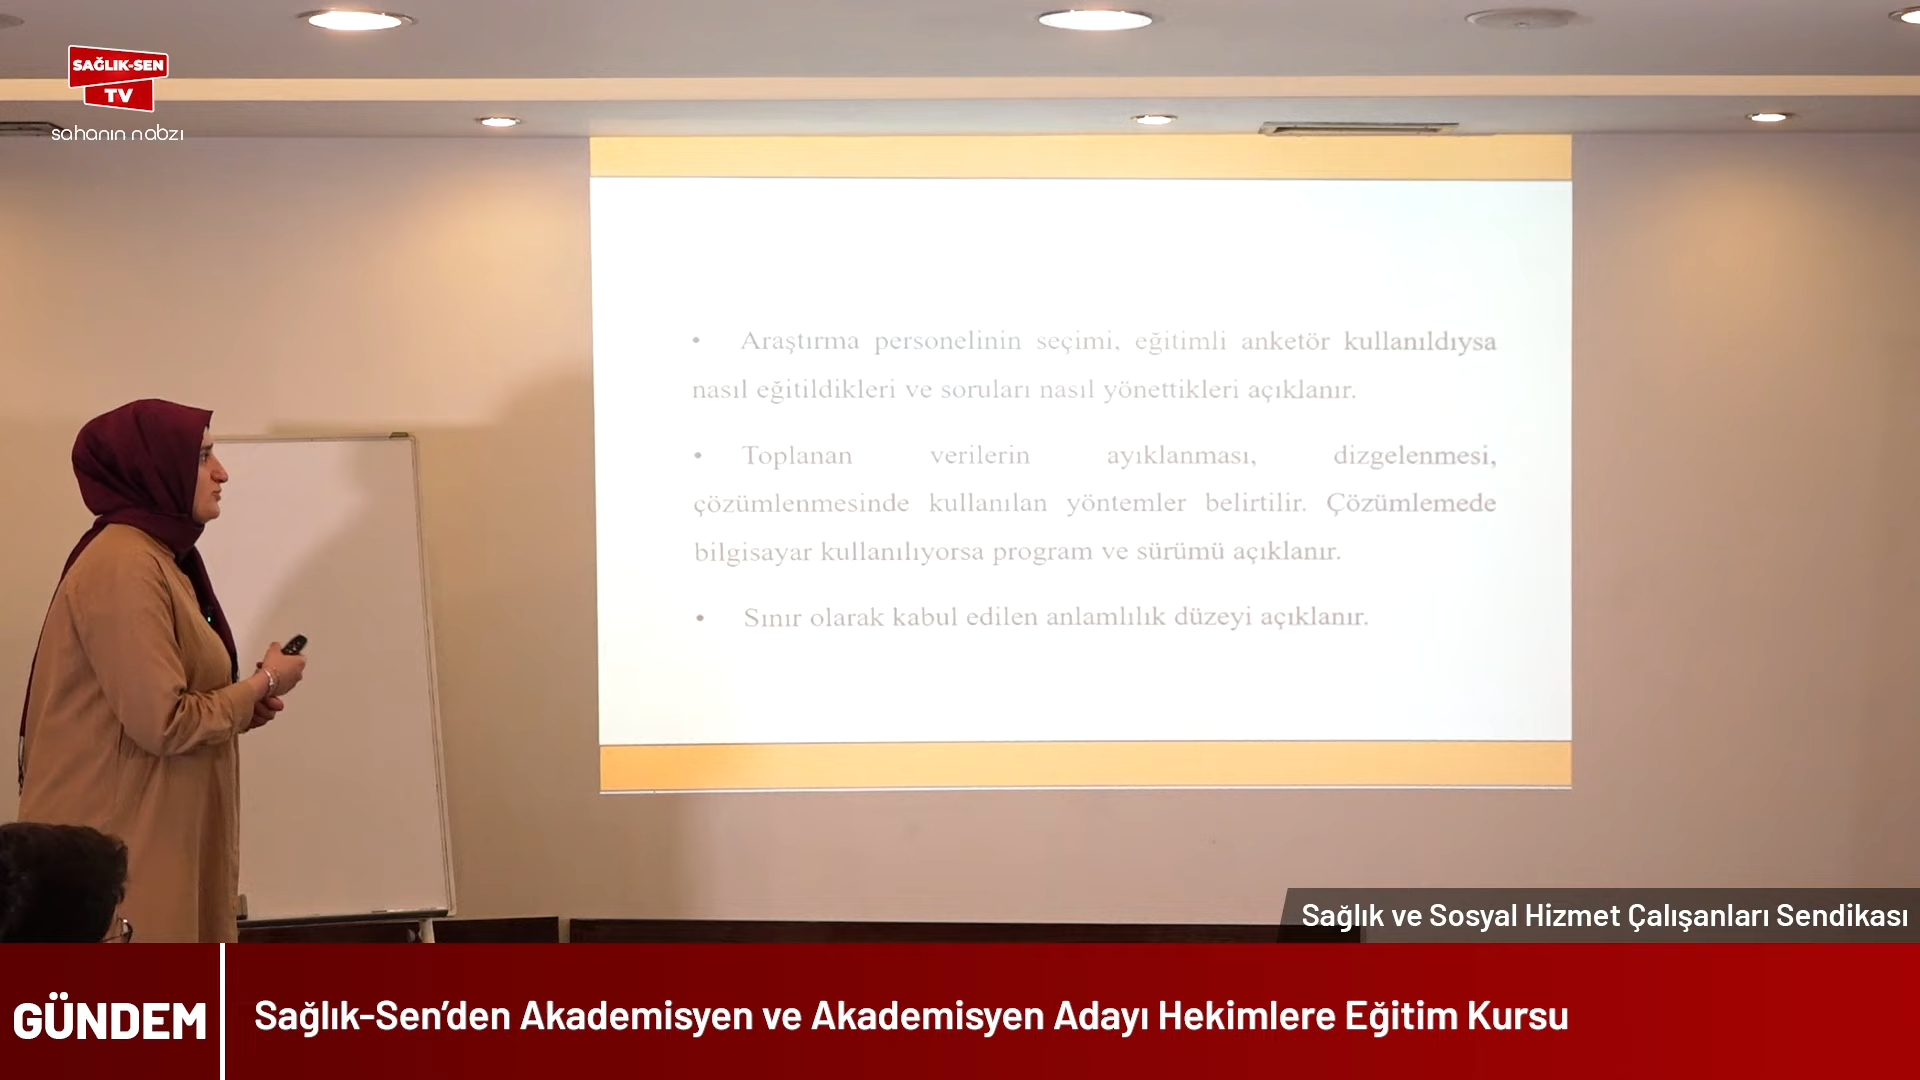 SAĞLIK-SEN
TV
sahanın nabzı
• Araştırma personelinin seçimi, eğitimli anketör kullanıldıysa
nasıl eğitildikleri ve soruları nasıl yönettikleri açıklanır.
• Toplanan verilerin ayıklanması, dizgelenmesi,
çözümlenmesinde kullanılan yöntemler belirtilir. Çözümlemede
bilgisayar kullanılıyorsa program ve sürümü açıklanır.
• Sınır olarak kabul edilen anlamlılık düzeyi açıklanır.
Sağlık ve Sosyal Hizmet Çalışanları Sendikası
GÜNDEM
Sağlık-Sen’den Akademisyen ve Akademisyen Adayı Hekimlere Eğitim Kursu